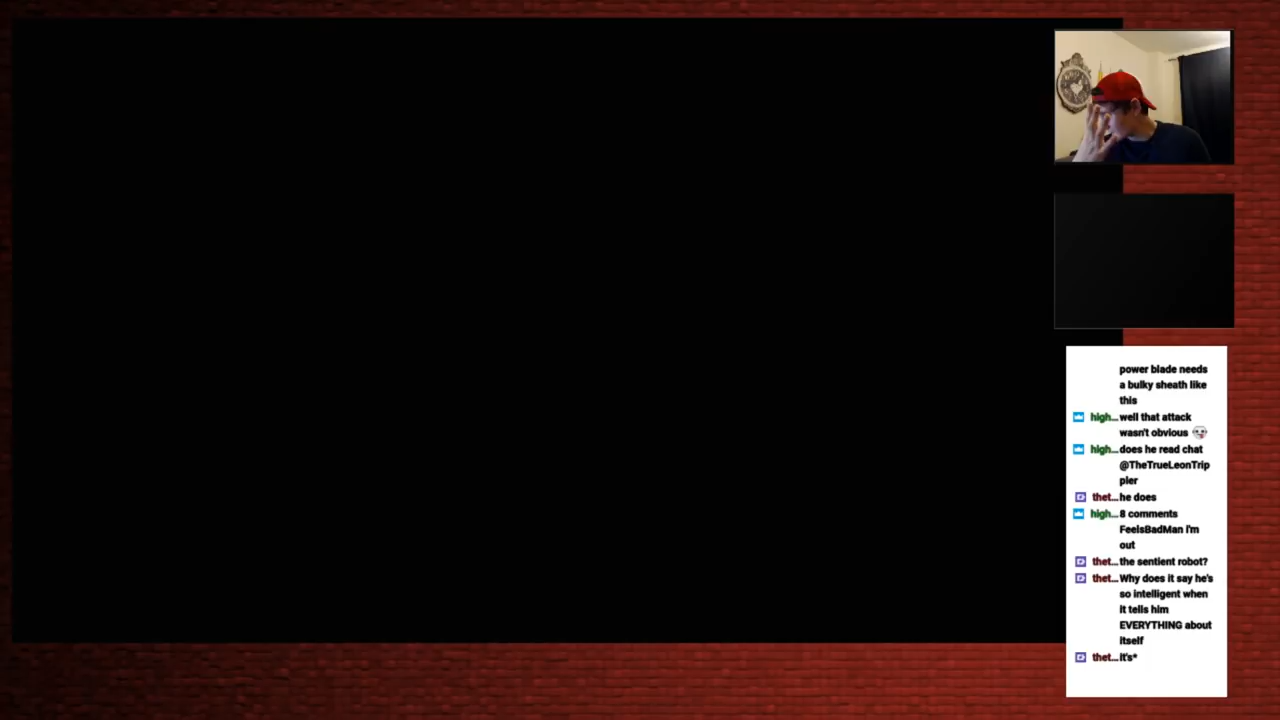 power blade needs
a bulky sheath like
this
high... well that attack
wasn't obvious
high... does he read chat
@TheTrueLeonTrip
pler
thet... he does
high... 8 comments
FeelsBadMan i'm
out
thet... the sentient robot?
thet... Why does it say he's
so intelligent when
it tells him
EVERYTHING about
itself
thet... it's*